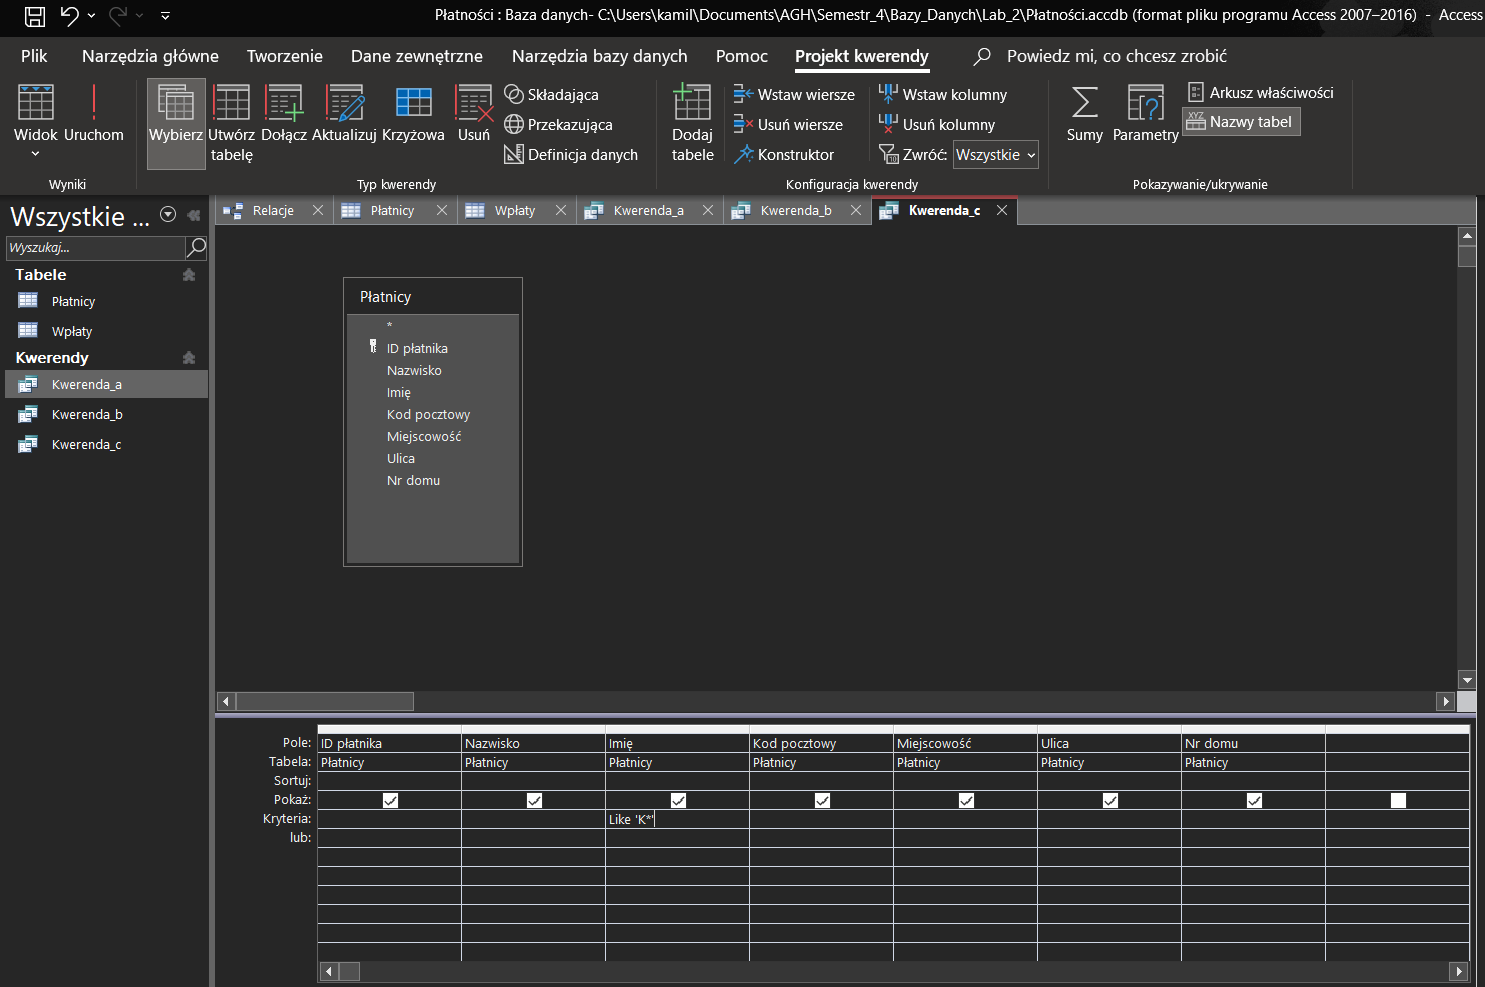 Płatności : Baza danych- C:\Users\kamil\Documents\AGH\Semestr_4\Bazy_Danych\Lab_2\Płatności.accdb (format pliku programu Access 2007–2016) - Access
Plik Narzędzia główne Tworzenie Dane zewnętrzne Narzędzia bazy danych Pomoc Projekt kwerendy Powiedz mi, co chcesz zrobić
Widok Uruchom
Wyniki
Wybierz Utwórz tabelę Dołącz Aktualizuj Krzyżowa Usuń
Składająca
Przekazująca
Definicja danych
Typ kwerendy
Dodaj tabele
Wstaw wiersze
Usuń wiersze
Konstruktor
Wstaw kolumny
Usuń kolumny
Zwróć: Wszystkie
Konfiguracja kwerendy
Sumy Parametry
Arkusz właściwości
XYZ Nazwy tabel
Pokazywanie/ukrywanie
Wszystkie ...
Wyszukaj...
Tabele
Płatnicy
Wpłaty
Kwerendy
Kwerenda_a
Kwerenda_b
Kwerenda_c
Relacje Płatnicy Wpłaty Kwerenda_a Kwerenda_b Kwerenda_c
Płatnicy
*
ID płatnika
Nazwisko
Imię
Kod pocztowy
Miejscowość
Ulica
Nr domu
Pole: ID płatnika Nazwisko Imię Kod pocztowy Miejscowość Ulica Nr domu
Tabela: Płatnicy Płatnicy Płatnicy Płatnicy Płatnicy Płatnicy Płatnicy
Sortuj:
Pokaż:
Kryteria: Like 'K*'
lub: